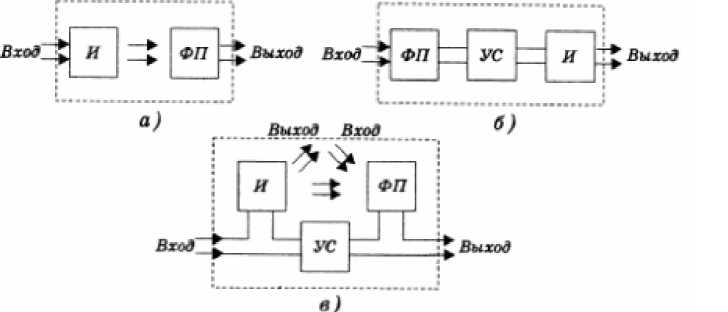 Вход И ФП Выход
Вход ФП УС И Выход
а)
б)
Выход Вход
И ФП
Вход УС Выход
в)